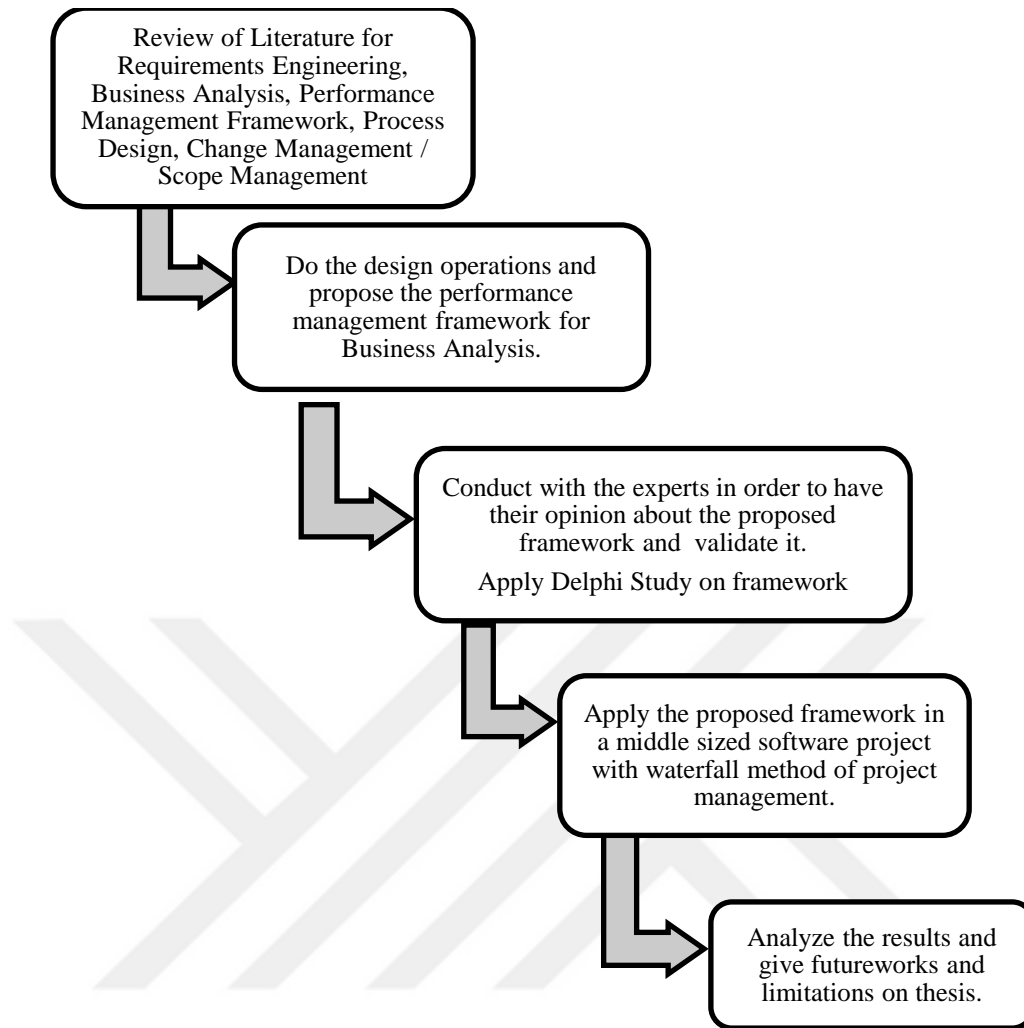 Review of Literature for
Requirements Engineering,
Business Analysis, Performance
Management Framework, Process
Design, Change Management /
Scope Management
Do the design operations and
propose the performance
management framework for
Business Analysis.
Conduct with the experts in order to have
their opinion about the proposed
framework and  validate it.
Apply Delphi Study on framework
Apply the proposed framework in
a middle sized software project
with waterfall method of project
management.
Analyze the results and
give futureworks and
limitations on thesis.